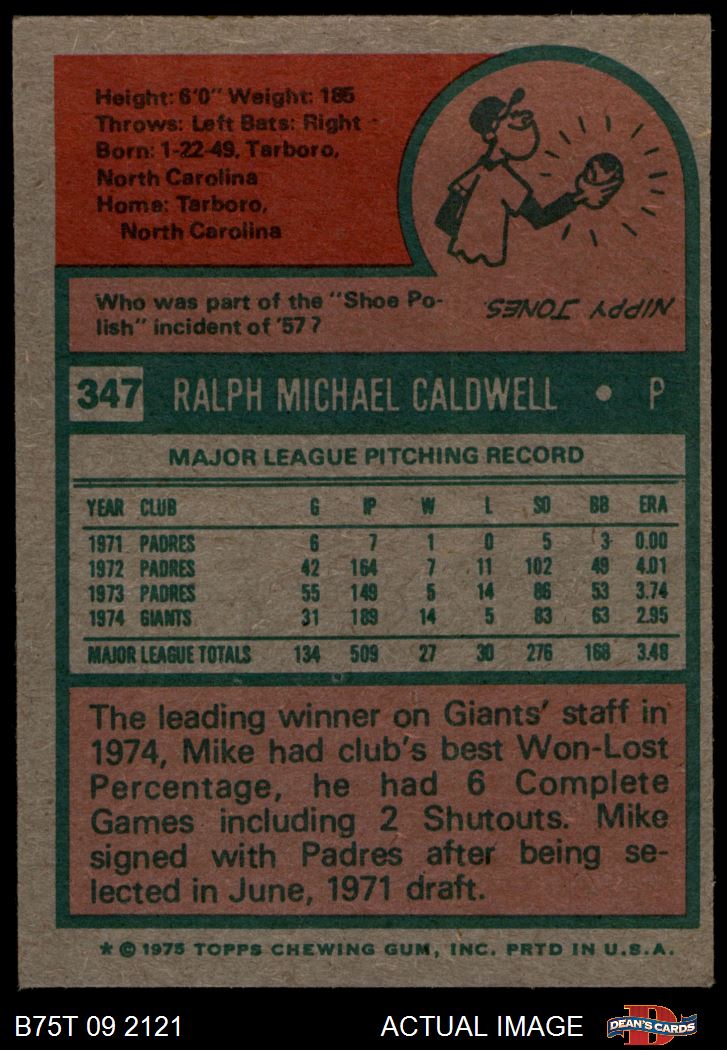 Height: 6'0" Weight: 185
Throws: Left Bats: Right
Born: 1-22-49, Tarboro,
North Carolina
Home: Tarboro,
North Carolina
Who was part of the "Shoe Po-
lish" incident of '57?
NIPPY JONES.
347 RALPH MICHAEL CALDWELL • P
MAJOR LEAGUE PITCHING RECORD
YEAR CLUB G IP W L SO BB ERA
1971 PADRES 6 7 1 0 5 3 0.00
1972 PADRES 42 164 7 11 102 49 4.01
1973 PADRES 55 149 5 14 86 53 3.74
1974 GIANTS 31 189 14 5 83 63 2.95
MAJOR LEAGUE TOTALS 134 509 27 30 276 168 3.48
The leading winner on Giants' staff in
1974, Mike had club's best Won-Lost
Percentage, he had 6 Complete
Games including 2 Shutouts. Mike
signed with Padres after being se-
lected in June, 1971 draft.
* © 1975 TOPPS CHEWING GUM, INC. PRTD IN U.S.A.
B75T 09 2121 ACTUAL IMAGE DEAN'S CARDS